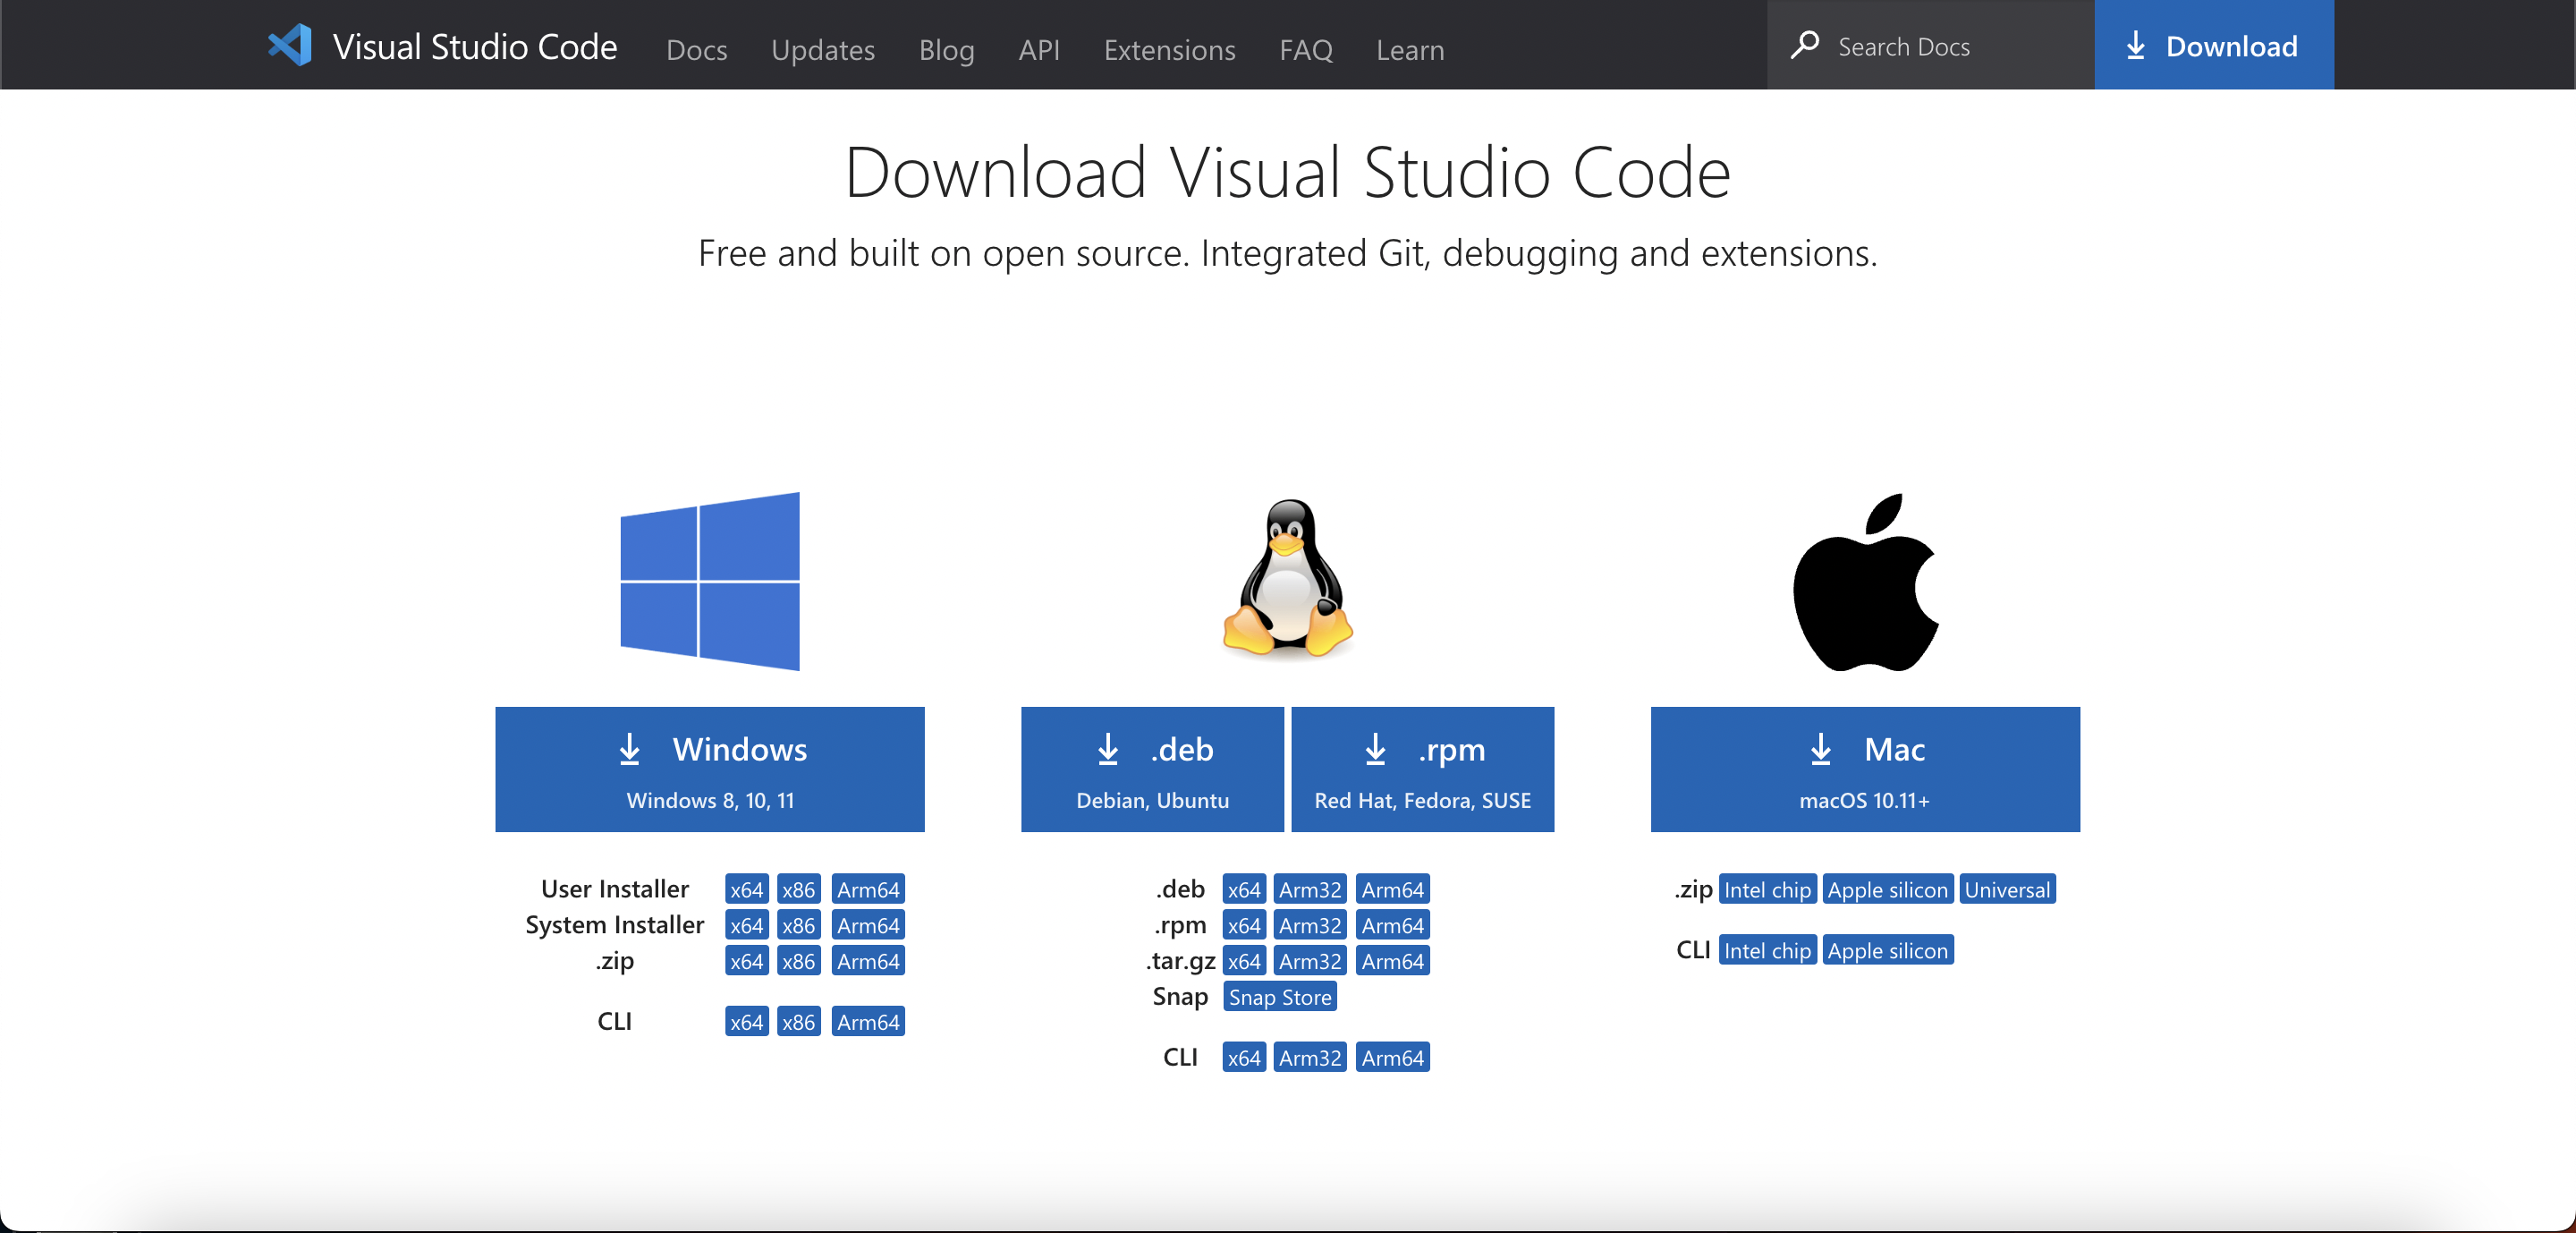 Visual Studio Code Docs Updates Blog API Extensions FAQ Learn Search Docs Download
Download Visual Studio Code
Free and built on open source. Integrated Git, debugging and extensions.
Windows
Windows 8, 10, 11
User Installer x64 x86 Arm64
System Installer x64 x86 Arm64
.zip x64 x86 Arm64
CLI x64 x86 Arm64
.deb
Debian, Ubuntu
.rpm
Red Hat, Fedora, SUSE
.deb x64 Arm32 Arm64
.rpm x64 Arm32 Arm64
.tar.gz x64 Arm32 Arm64
Snap Snap Store
CLI x64 Arm32 Arm64
Mac
macOS 10.11+
.zip Intel chip Apple silicon Universal
CLI Intel chip Apple silicon